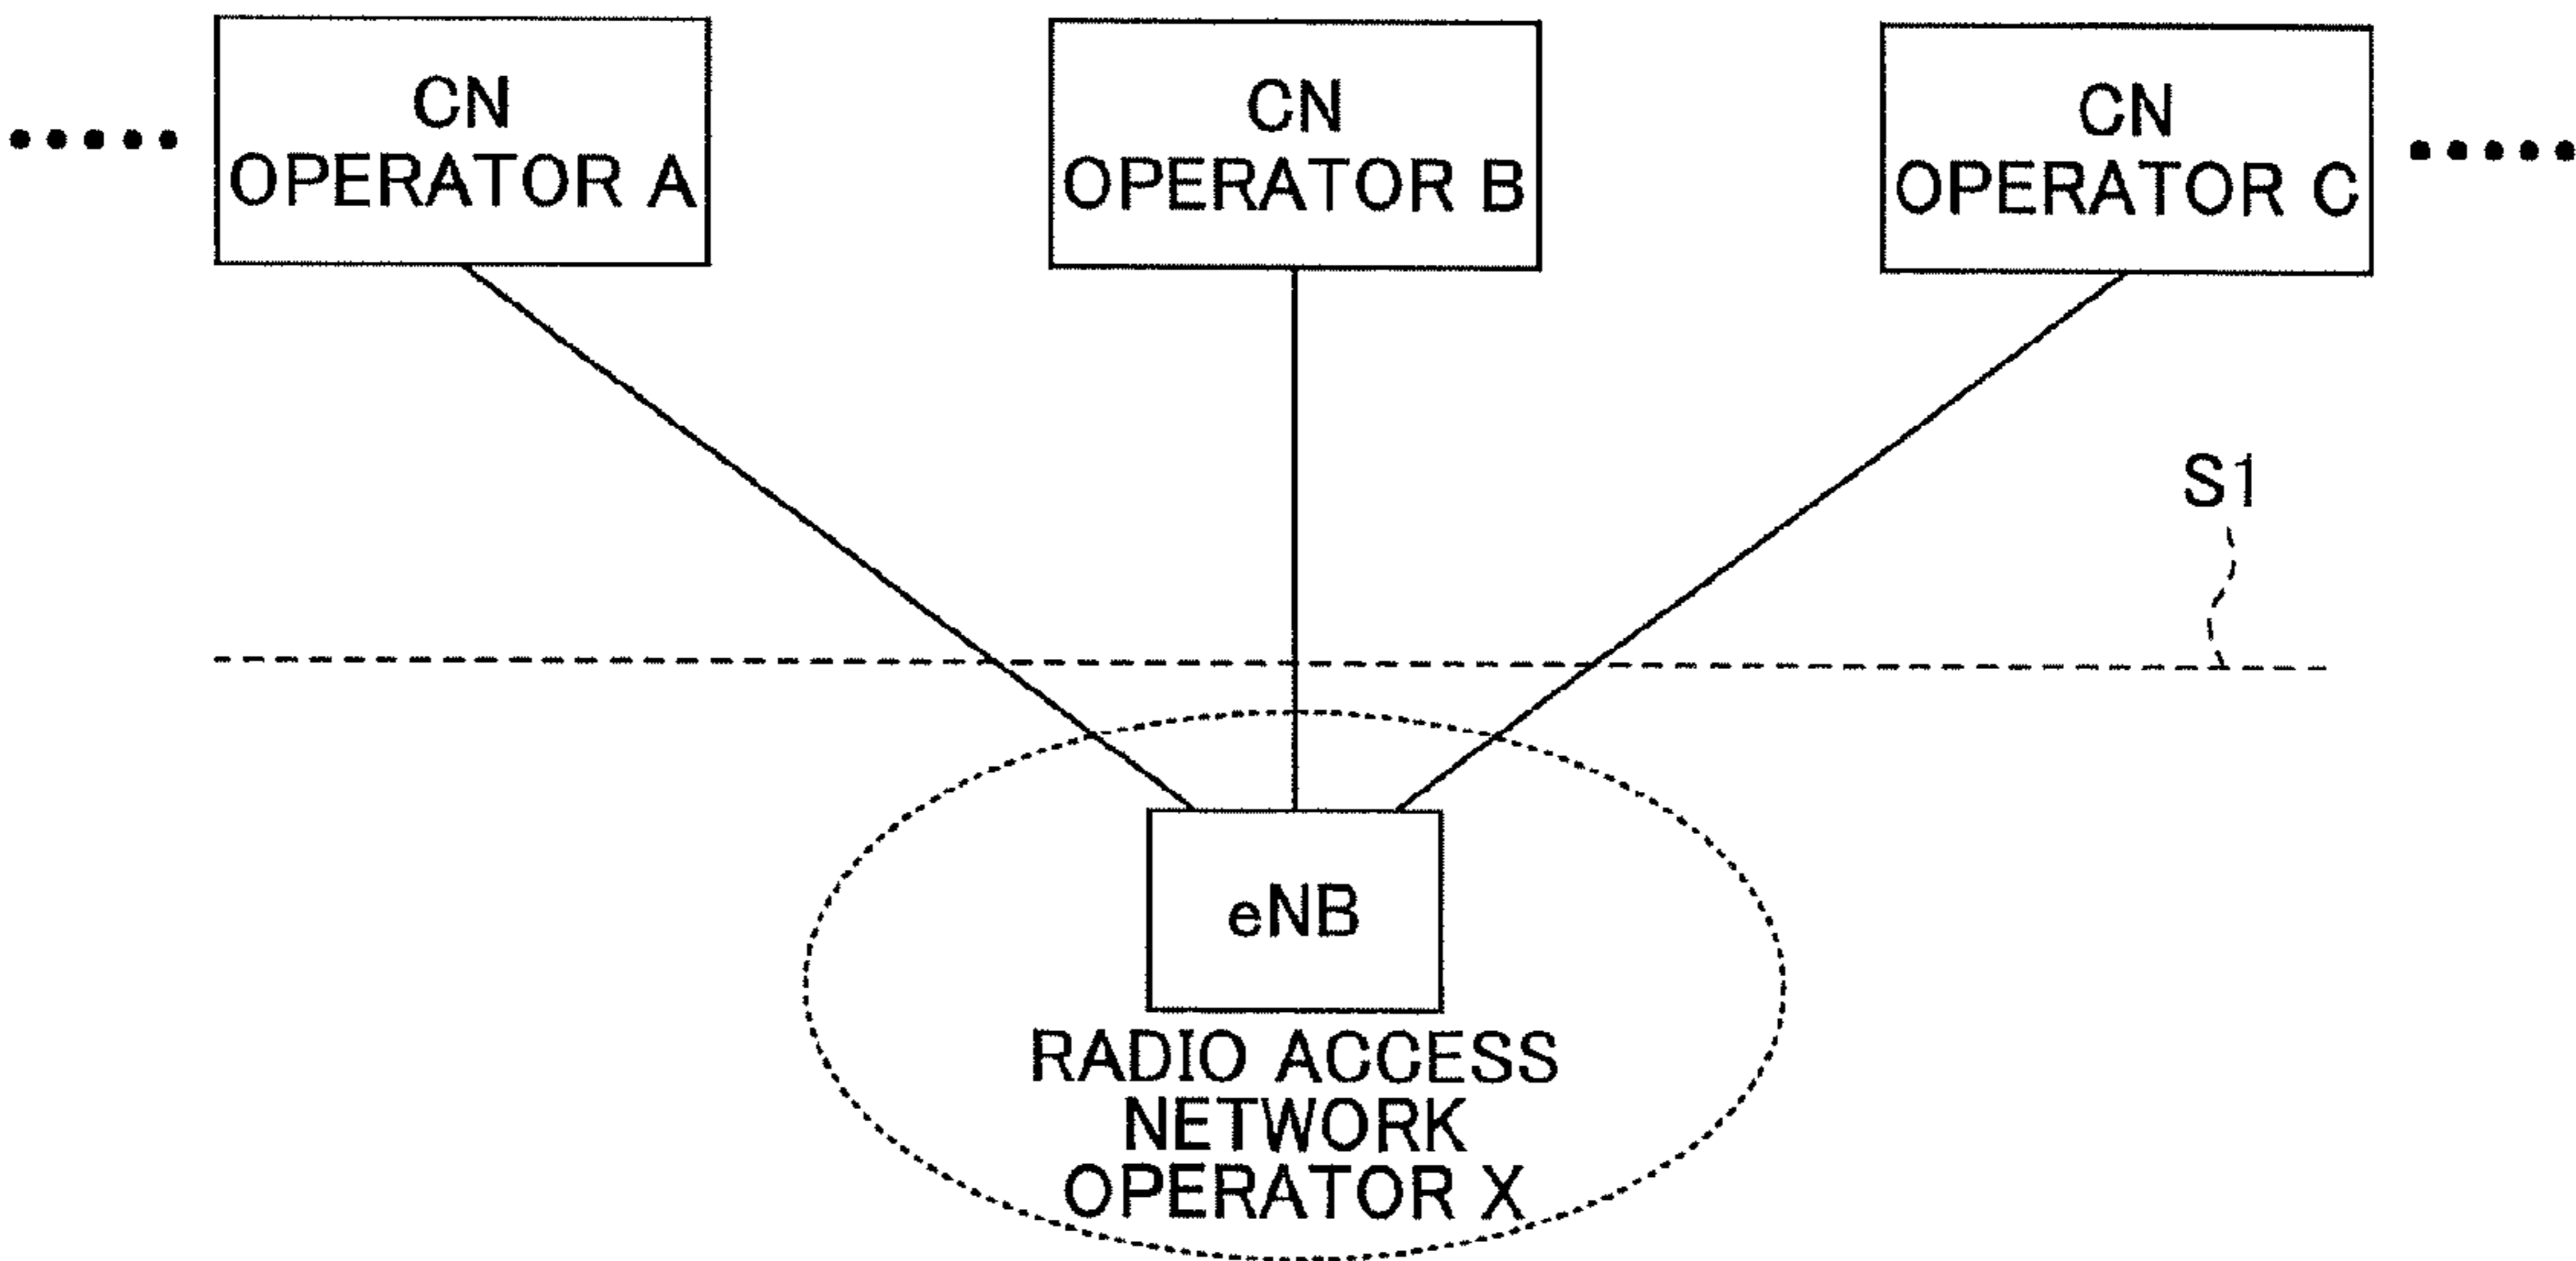 CN
OPERATOR A
CN
OPERATOR B
CN
OPERATOR C
S1
eNB
RADIO ACCESS
NETWORK
OPERATOR X